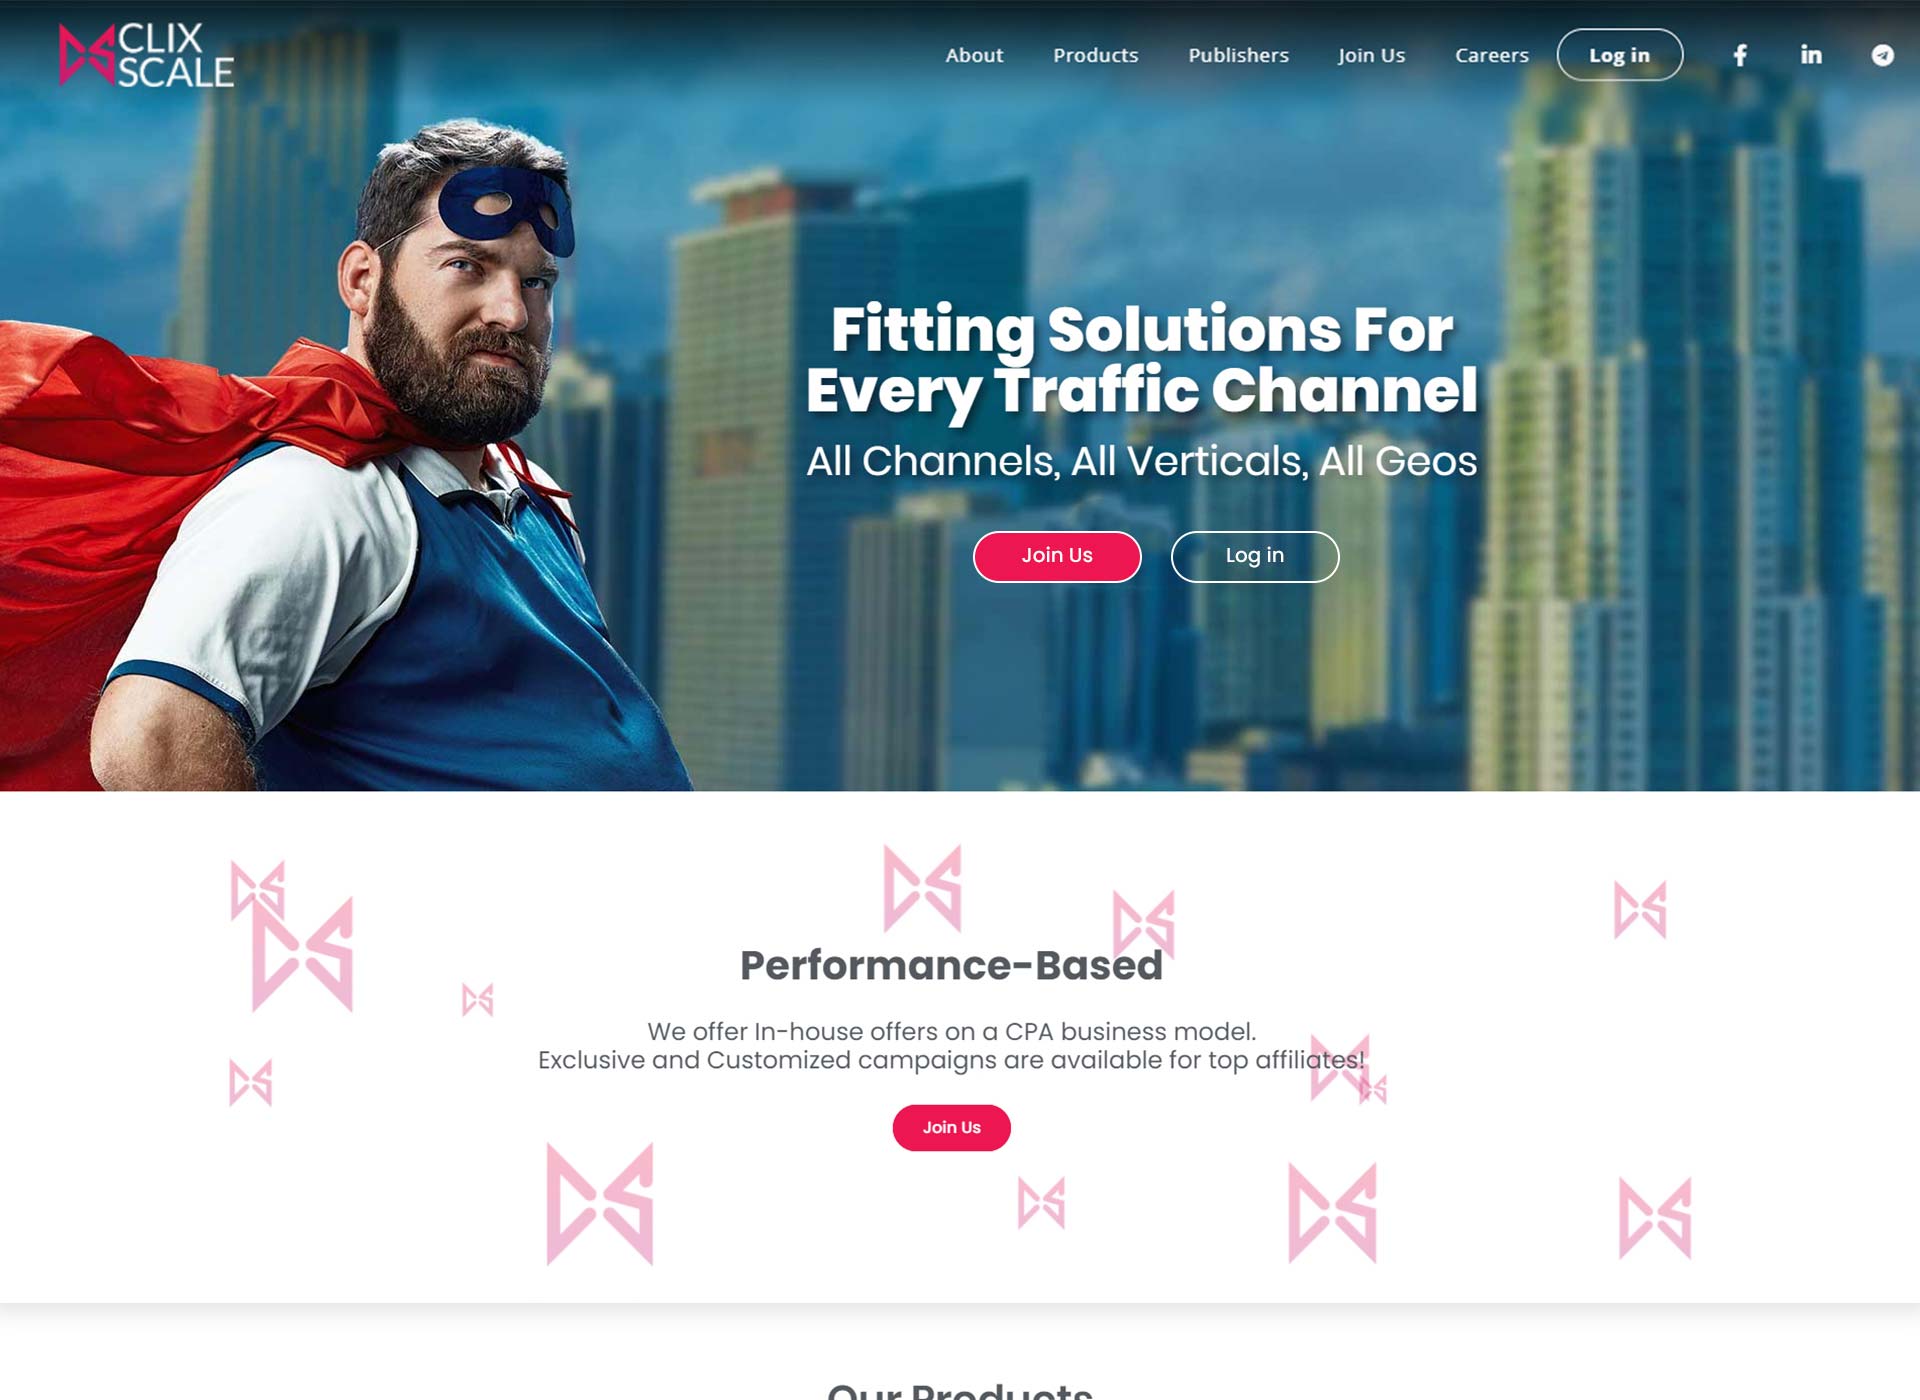 CLIX
SCALE
About
Products
Publishers
Join Us
Careers
Log in
Fitting Solutions For
Every Traffic Channel
All Channels, All Verticals, All Geos
Join Us
Log in
Performance-Based
We offer In-house offers on a CPA business model.
Exclusive and Customized campaigns are available for top affiliates!
Join Us
Our Products